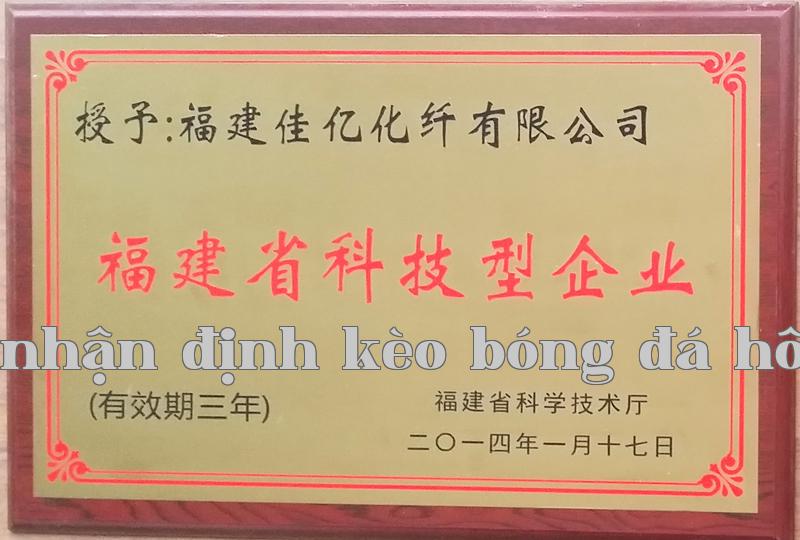 授予:福建佳亿化纤有限公司
福建省科技型企业
nhận định kèo bóng đá hô
(有效期三年)
福建省科学技术厅
二〇一四年一月十七日